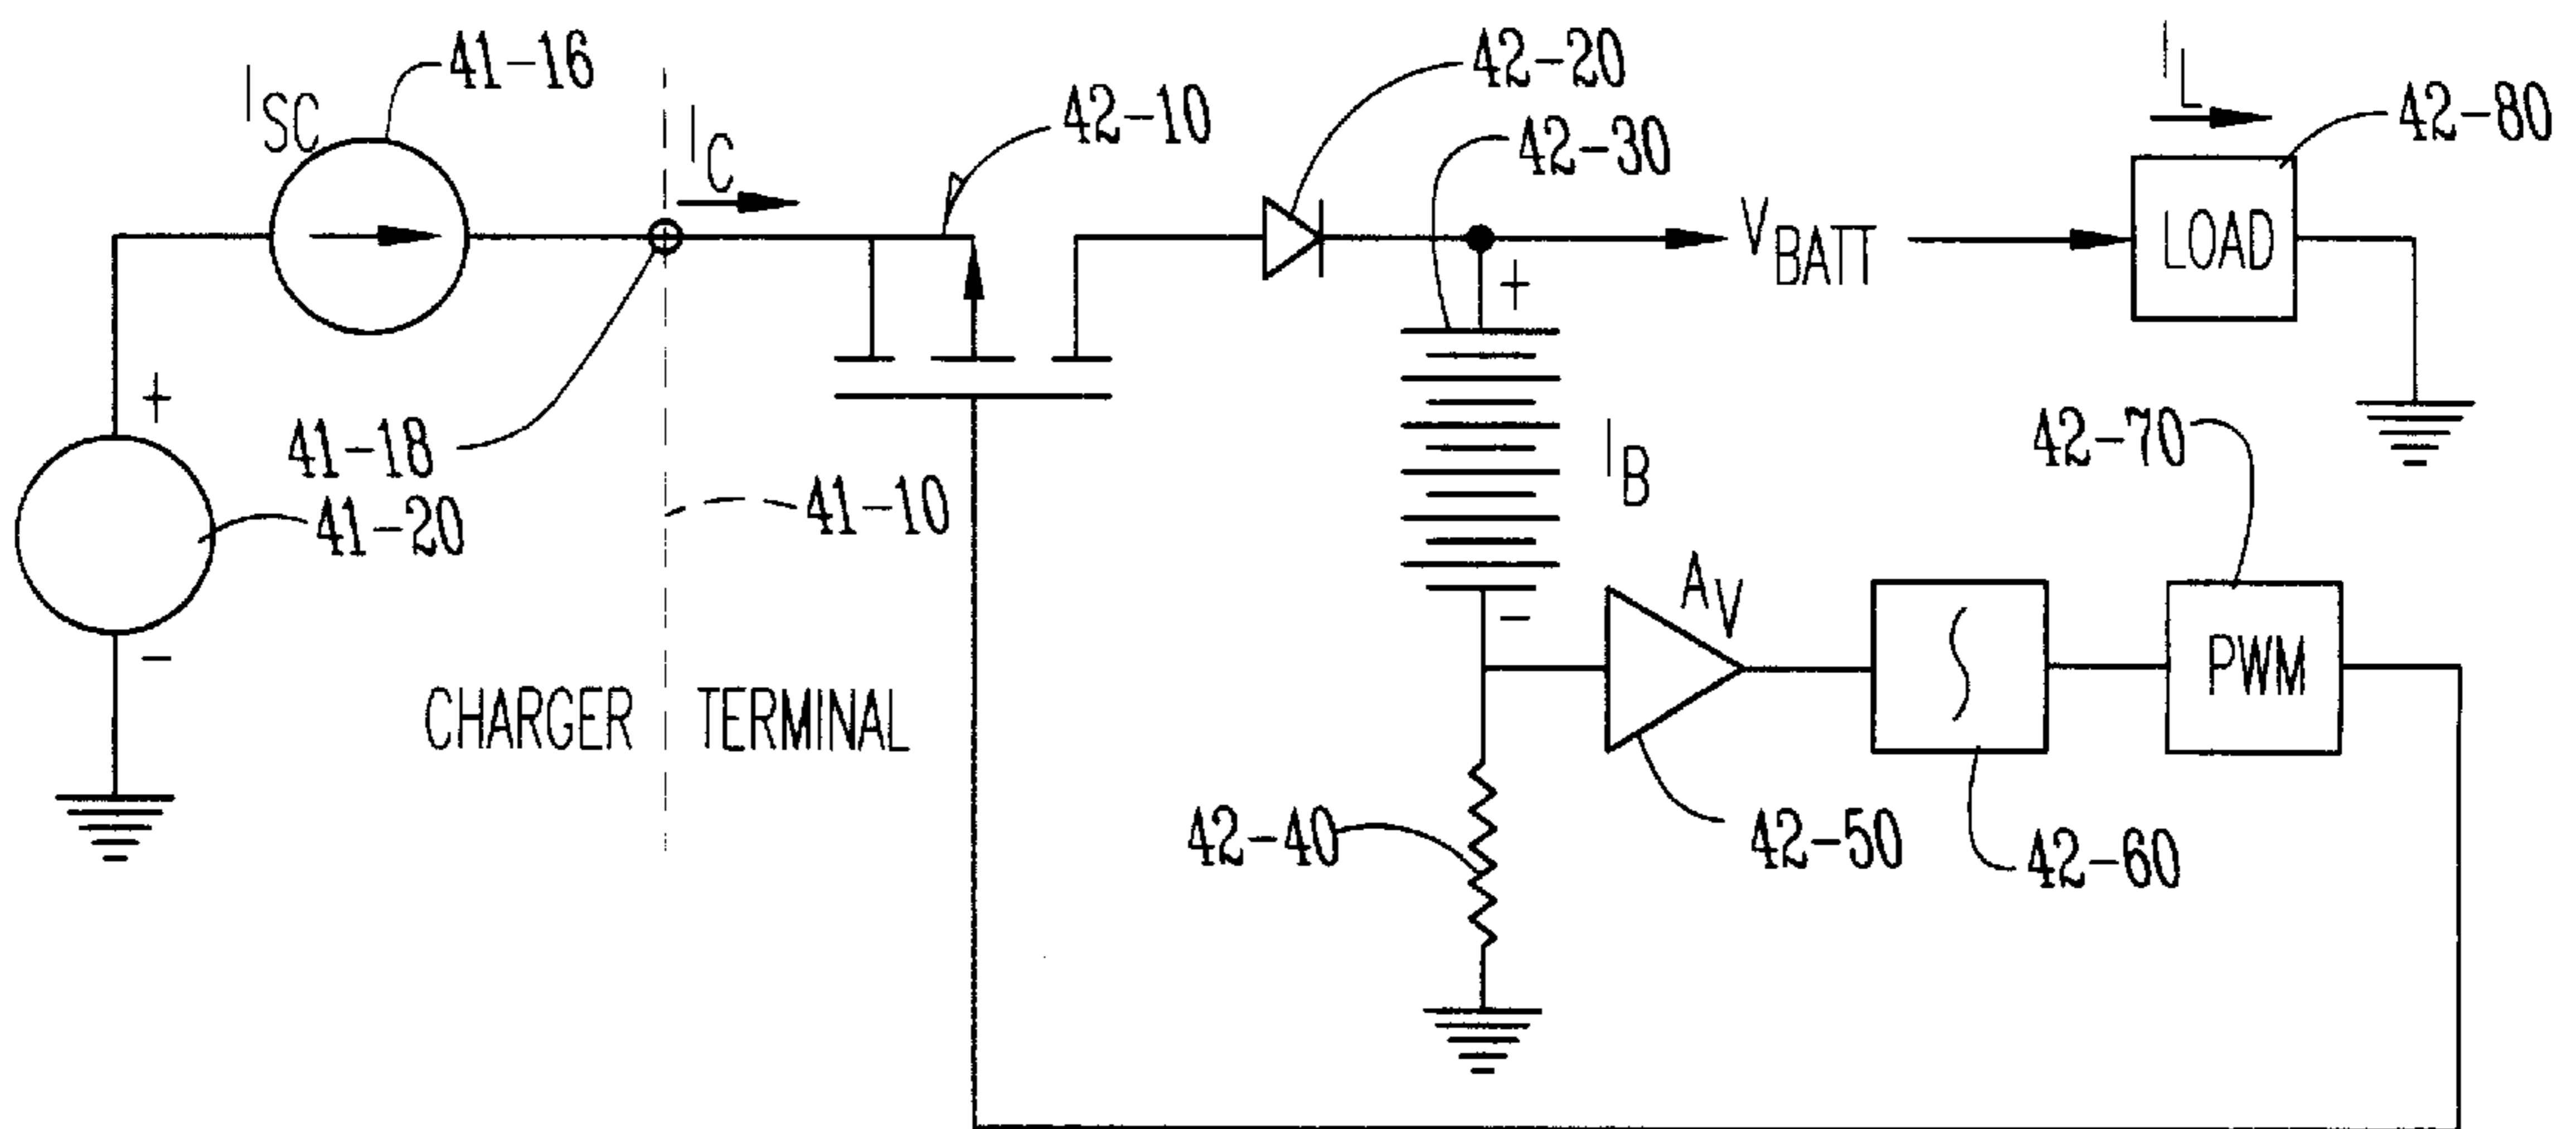 I_SC
41-16
I_C
42-10
42-20
42-30
I_L
42-80
V_BATT
LOAD
+
+
41-18
41-20
41-10
I_B
42-70
A_V
-
-
∫
PWM
CHARGER
TERMINAL
42-40
42-50
42-60